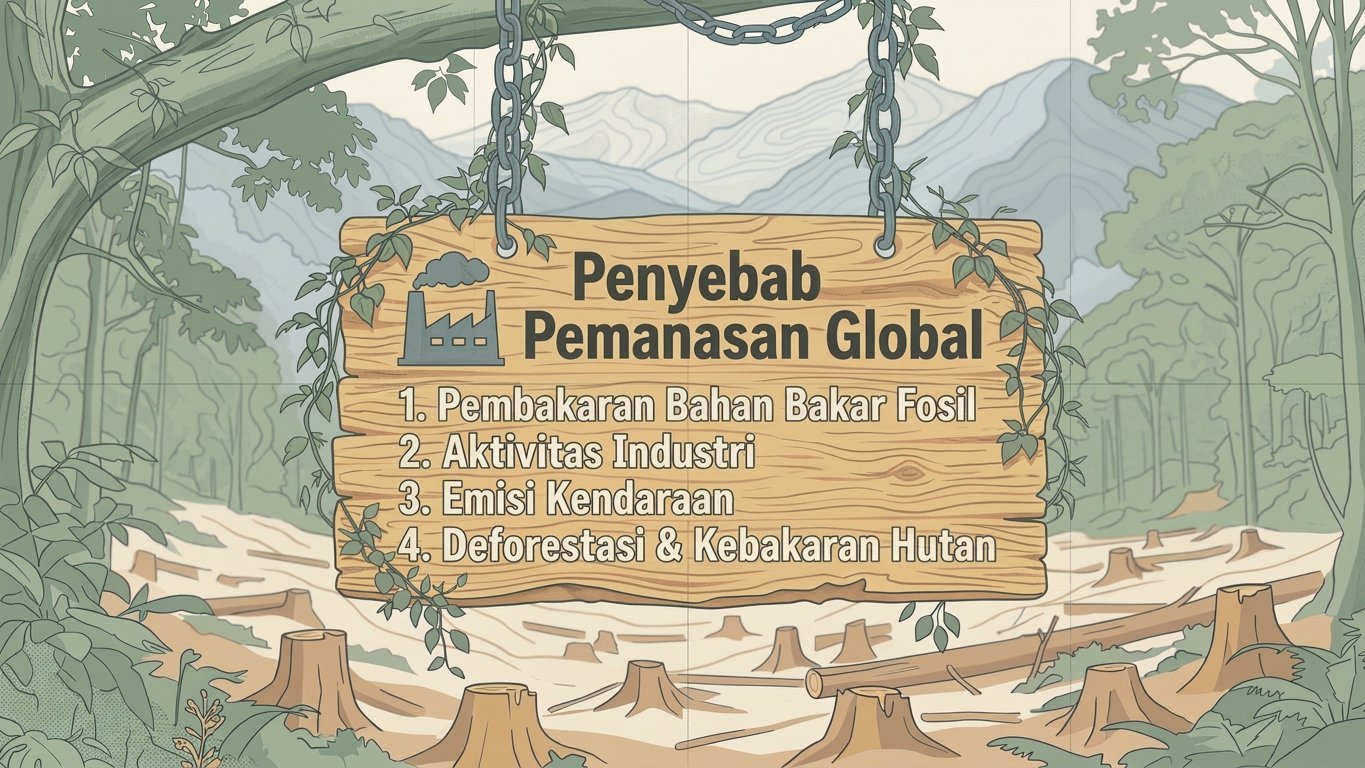 Penyebab
Pemanasan Global
1. Pembakaran Bahan Bakar Fosil
2. Aktivitas Industri
3. Emisi Kendaraan
4. Deforestasi & Kebakaran Hutan